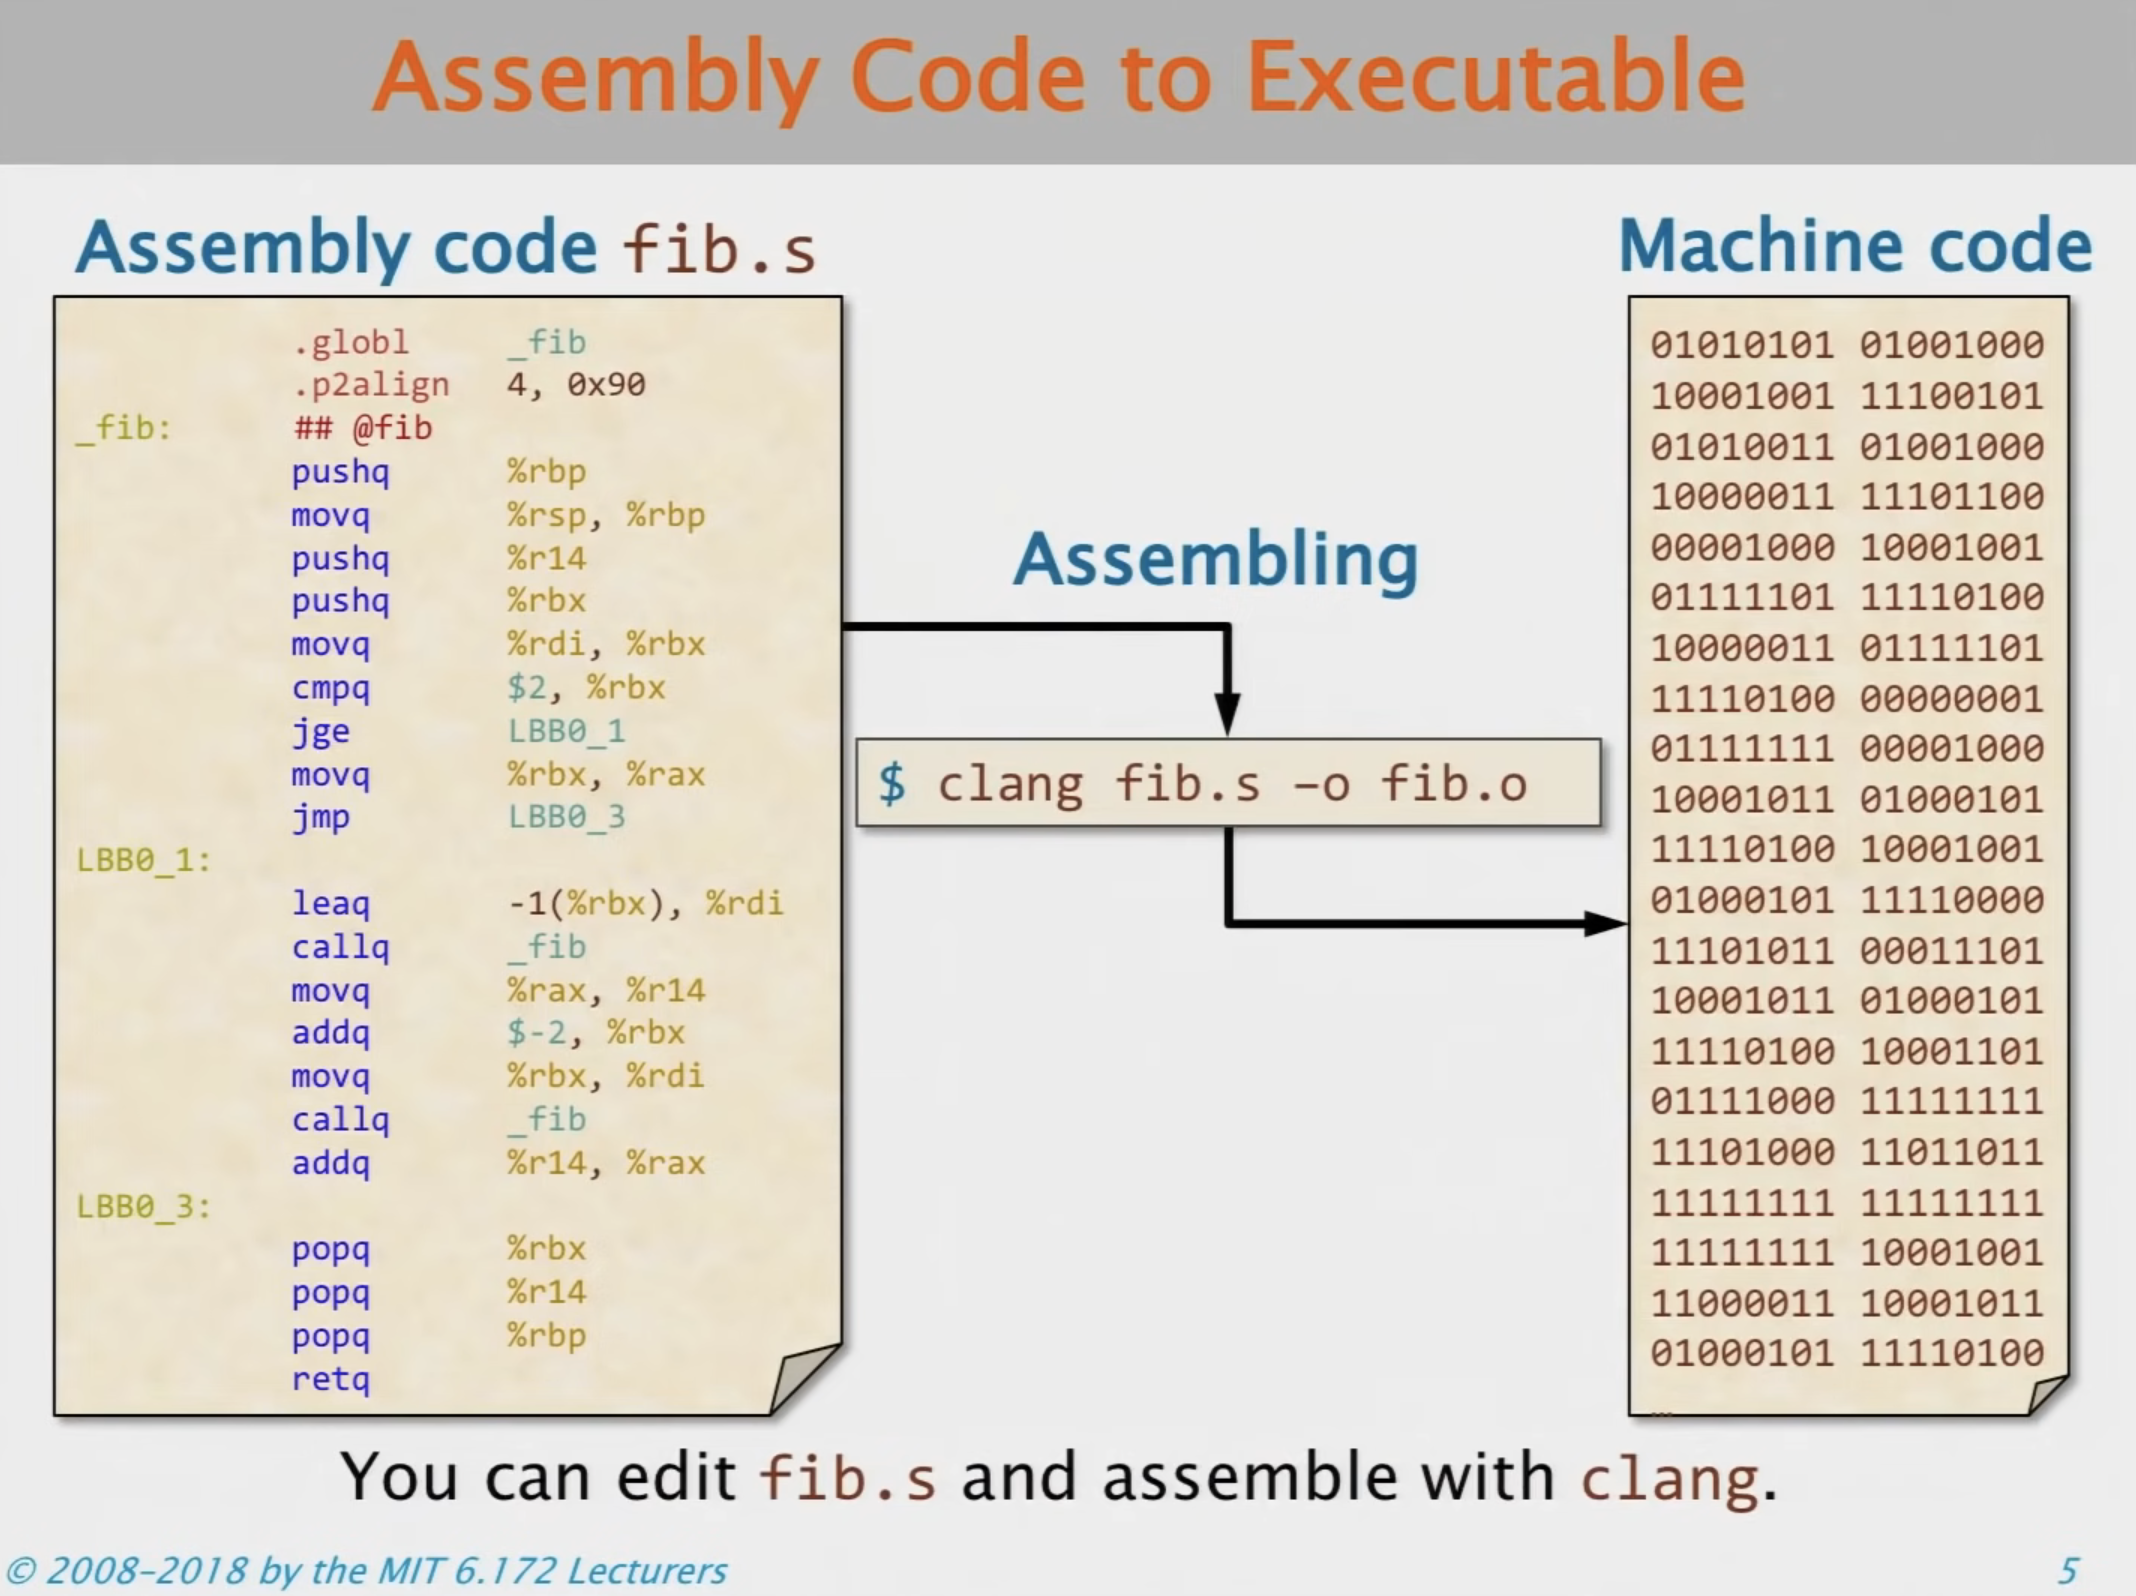 Assembly Code to Executable
Assembly code fib.s
.globl _fib
.p2align 4, 0x90
_fib: ## @fib
pushq %rbp
movq %rsp, %rbp
pushq %r14
pushq %rbx
movq %rdi, %rbx
cmpq $2, %rbx
jge LBB0_1
movq %rbx, %rax
jmp LBB0_3
LBB0_1:
leaq -1(%rbx), %rdi
callq _fib
movq %rax, %r14
addq $-2, %rbx
movq %rbx, %rdi
callq _fib
addq %r14, %rax
LBB0_3:
popq %rbx
popq %r14
popq %rbp
retq
Assembling
$ clang fib.s –o fib.o
Machine code
01010101 01001000
10001001 11100101
01010011 01001000
10000011 11101100
00001000 10001001
01111101 11110100
10000011 01111101
11110100 00000001
01111111 00001000
10001011 01000101
11110100 10001001
01000101 11110000
11101011 00011101
10001011 01000101
11110100 10001101
01111000 11111111
11101000 11011011
11111111 11111111
11111111 10001001
11000011 10001011
01000101 11110100
…
You can edit fib.s and assemble with clang.
© 2008–2018 by the MIT 6.172 Lecturers
5